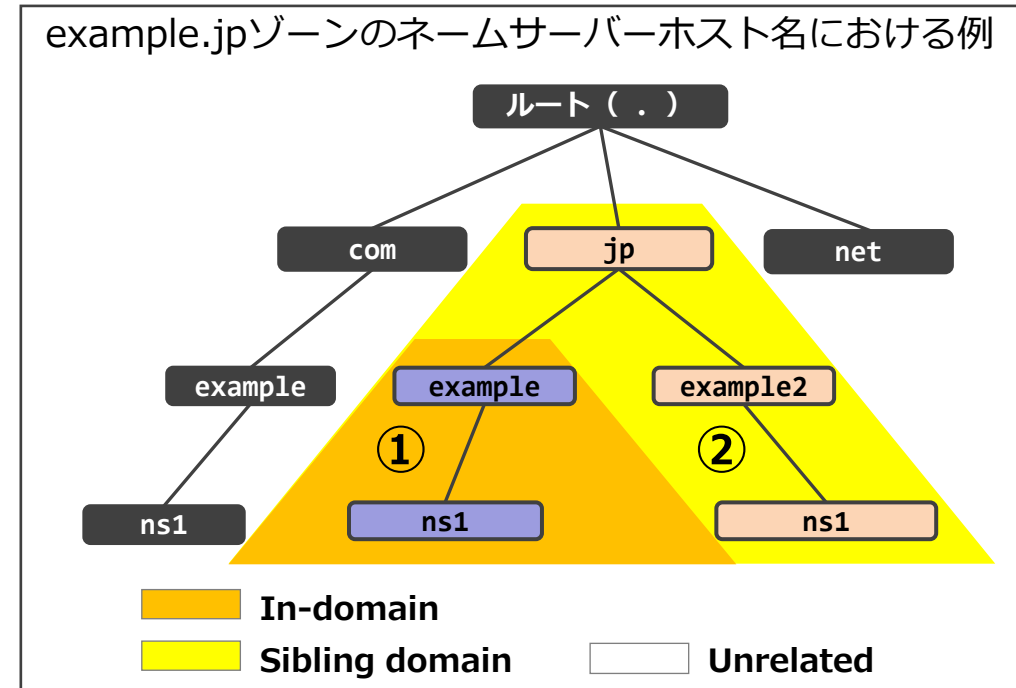 example.jpゾーンのネームサーバーホスト名における例
ルート（ . ）
com
jp
net
example
example
example2
①
②
ns1
ns1
ns1
In-domain
Sibling domain
Unrelated